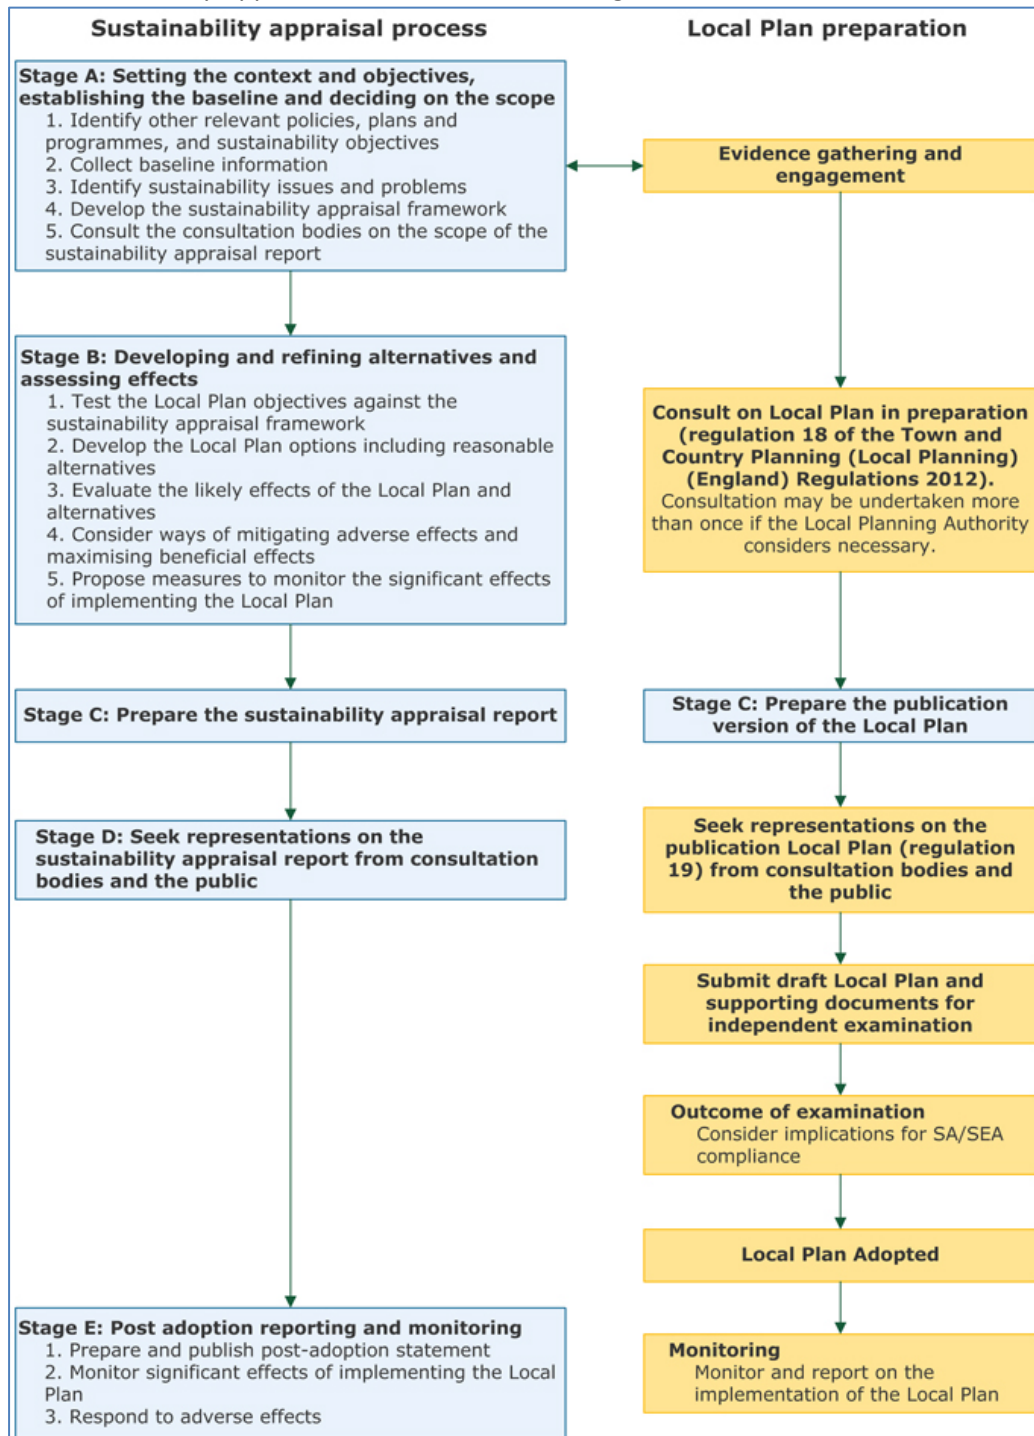 Sustainability appraisal process
Stage A: Setting the context and objectives,
establishing the baseline and deciding on the scope
1. Identify other relevant policies, plans and
programmes, and sustainability objectives
2. Collect baseline information
3. Identify sustainability issues and problems
4. Develop the sustainability appraisal framework
5. Consult the consultation bodies on the scope of the
sustainability appraisal report
Stage B: Developing and refining alternatives and
assessing effects
1. Test the Local Plan objectives against the
sustainability appraisal framework
2. Develop the Local Plan options including reasonable
alternatives
3. Evaluate the likely effects of the Local Plan and
alternatives
4. Consider ways of mitigating adverse effects and
maximising beneficial effects
5. Propose measures to monitor the significant effects
of implementing the Local Plan
Stage C: Prepare the sustainability appraisal report
Stage D: Seek representations on the
sustainability appraisal report from consultation
bodies and the public
Stage E: Post adoption reporting and monitoring
1. Prepare and publish post-adoption statement
2. Monitor significant effects of implementing the Local
Plan
3. Respond to adverse effects
Local Plan preparation
Evidence gathering and
engagement
Consult on Local Plan in preparation
(regulation 18 of the Town and
Country Planning (Local Planning)
(England) Regulations 2012).
Consultation may be undertaken more
than once if the Local Planning Authority
considers necessary.
Stage C: Prepare the publication
version of the Local Plan
Seek representations on the
publication Local Plan (regulation
19) from consultation bodies and
the public
Submit draft Local Plan and
supporting documents for
independent examination
Outcome of examination
Consider implications for SA/SEA
compliance
Local Plan Adopted
Monitoring
Monitor and report on the
implementation of the Local Plan